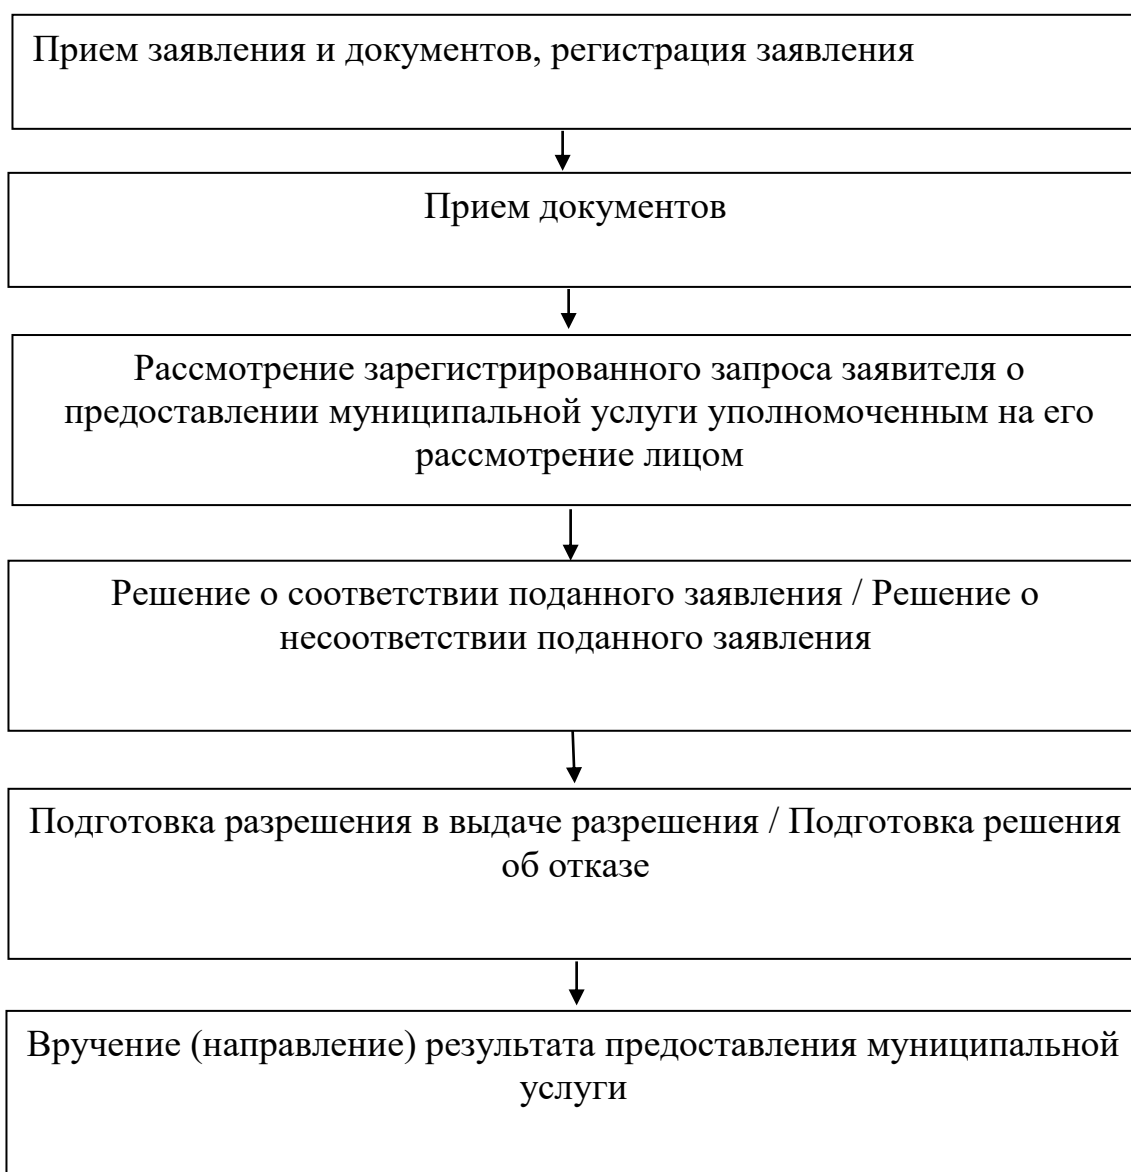 Прием заявления и документов, регистрация заявления
Прием документов
Рассмотрение зарегистрированного запроса заявителя о
предоставлении муниципальной услуги уполномоченным на его
рассмотрение лицом
Решение о соответствии поданного заявления / Решение о
несоответствии поданного заявления
Подготовка разрешения в выдаче разрешения / Подготовка решения
об отказе
Вручение (направление) результата предоставления муниципальной
услуги